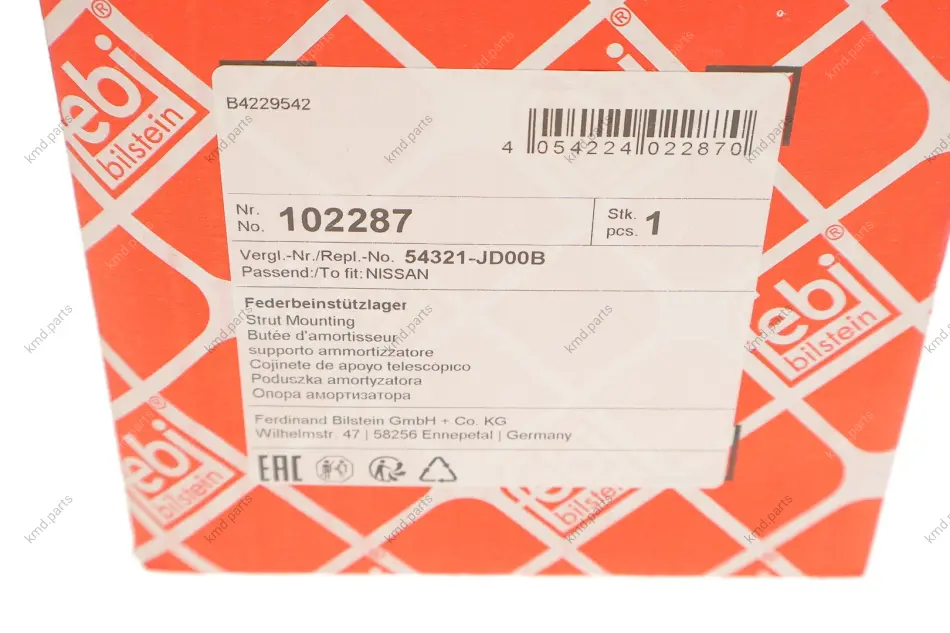 febi
bilstein
®
B4229542
4 054224 022870
Nr.
No. 102287
Stk.
pcs. 1
Vergl.-Nr./Repl.-No. 54321-JD00B
Passend:/To fit: NISSAN
Federbeinstützlager
Strut Mounting
Butée d'amortisseur
supporto ammortizzatore
Cojinete de apoyo telescópico
Poduszka amortyzatora
Опора амортизатора
Ferdinand Bilstein GmbH + Co. KG
Wilhelmstr. 47 | 58256 Ennepetal | Germany
EAC
febi
bilstein
®
febi
bilstein
®
bilstein
kmd.parts